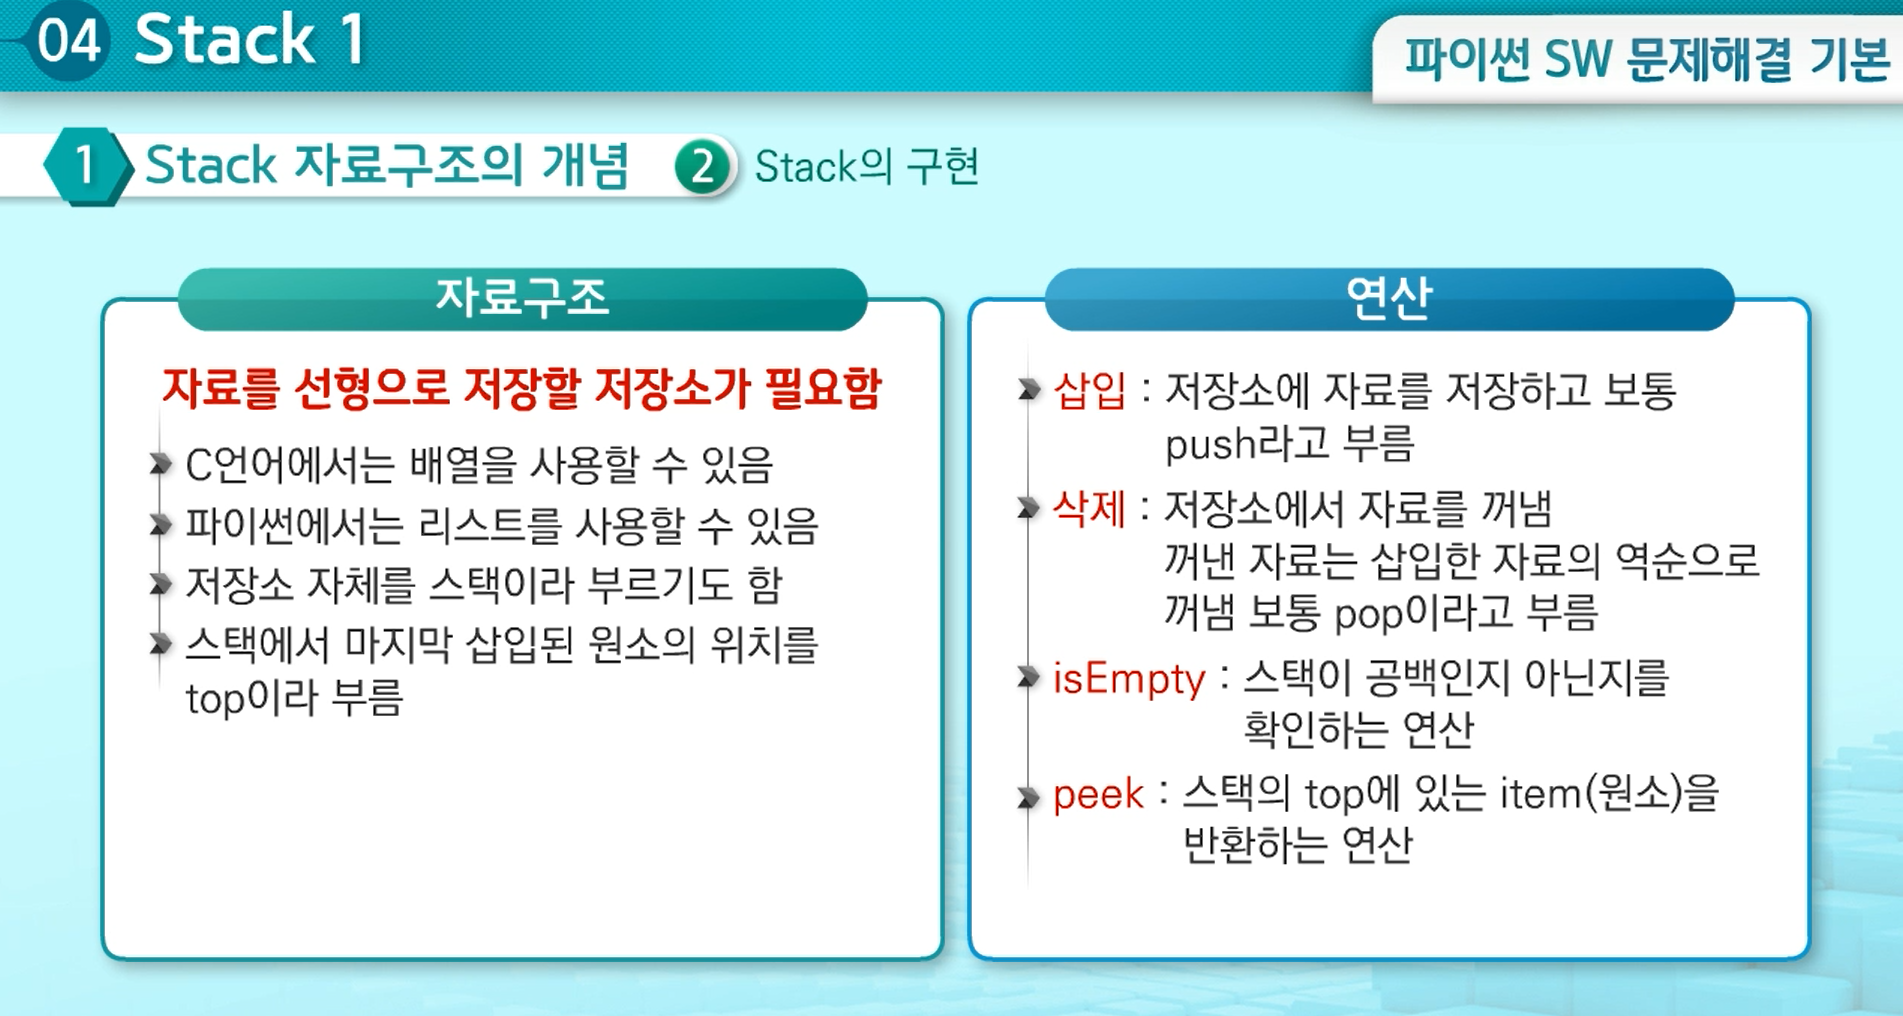 04 Stack 1
파이썬 SW 문제해결 기본
1 Stack 자료구조의 개념
2 Stack의 구현
자료구조
자료를 선형으로 저장할 저장소가 필요함
C언어에서는 배열을 사용할 수 있음
파이썬에서는 리스트를 사용할 수 있음
저장소 자체를 스택이라 부르기도 함
스택에서 마지막 삽입된 원소의 위치를
top이라 부름
연산
삽입 : 저장소에 자료를 저장하고 보통
push라고 부름
삭제 : 저장소에서 자료를 꺼냄
꺼낸 자료는 삽입한 자료의 역순으로
꺼냄 보통 pop이라고 부름
isEmpty : 스택이 공백인지 아닌지를
확인하는 연산
peek : 스택의 top에 있는 item(원소)을
반환하는 연산